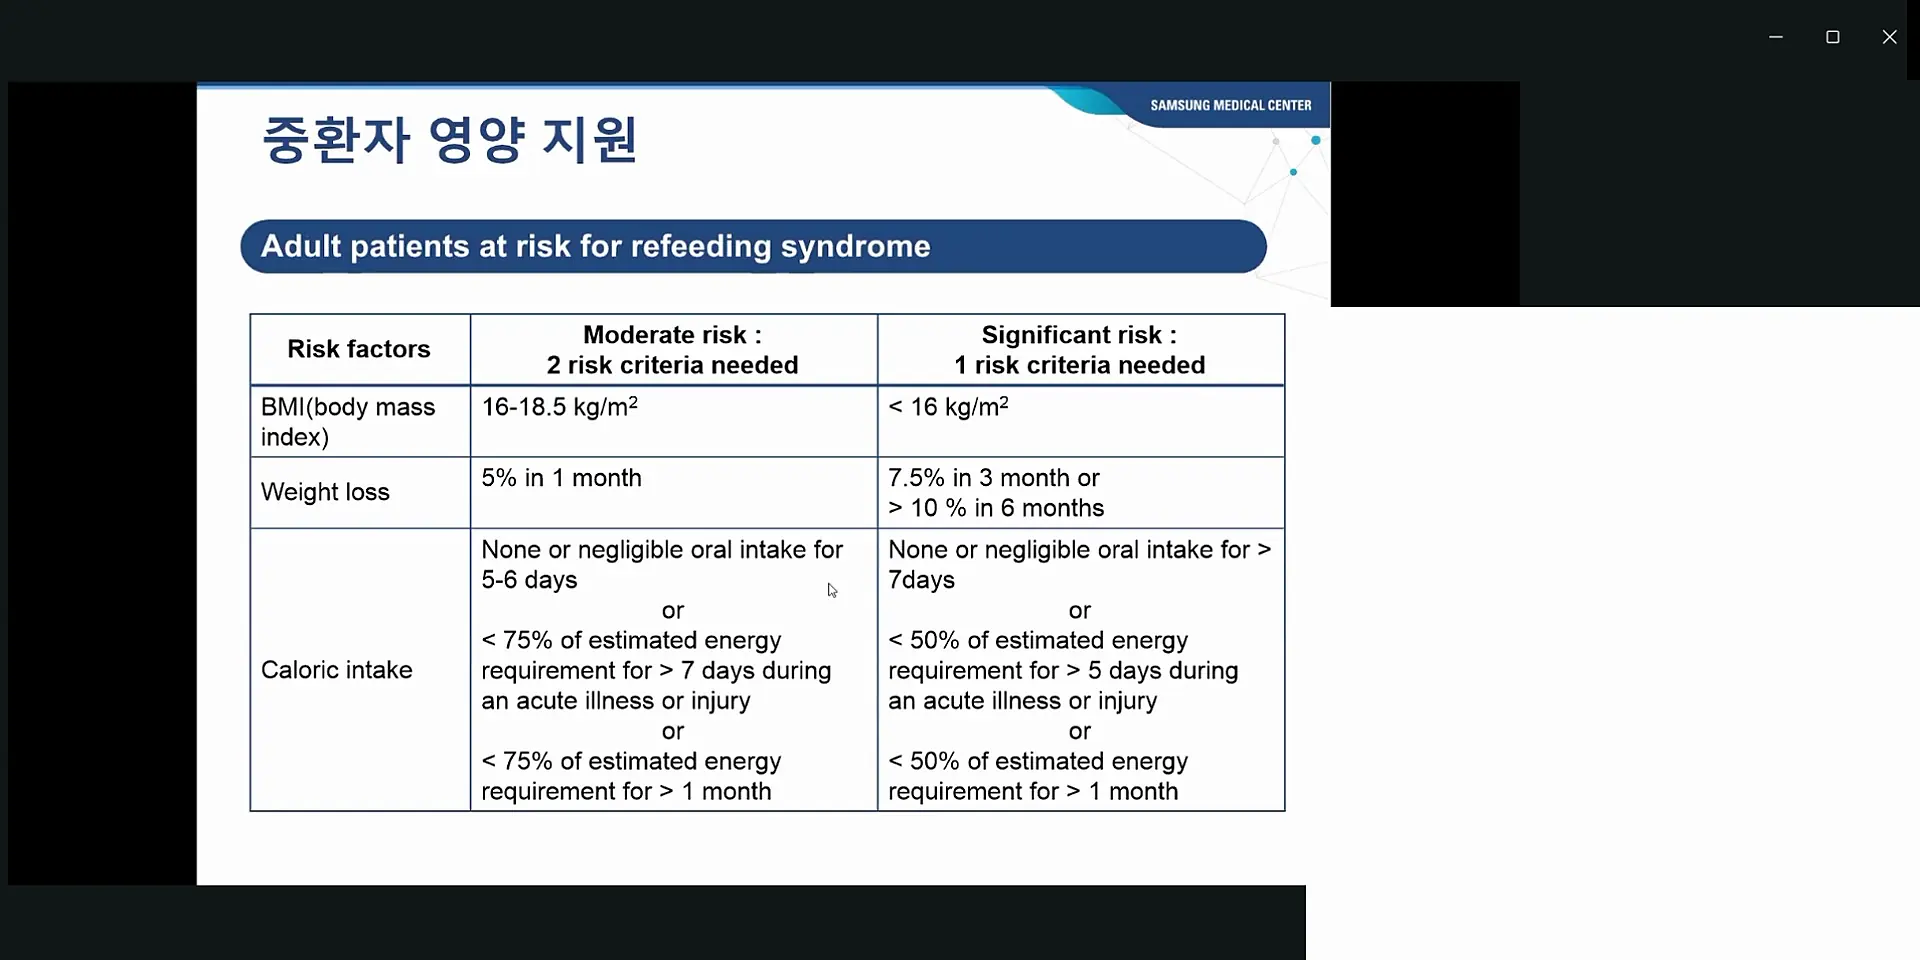 SAMSUNG MEDICAL CENTER
중환자 영양 지원
Adult patients at risk for refeeding syndrome
Risk factors
Moderate risk :
2 risk criteria needed
Significant risk :
1 risk criteria needed
BMI(body mass
index)
16-18.5 kg/m²
< 16 kg/m²
Weight loss
5% in 1 month
7.5% in 3 month or
> 10 % in 6 months
Caloric intake
None or negligible oral intake for
5-6 days
or
< 75% of estimated energy
requirement for > 7 days during
an acute illness or injury
or
< 75% of estimated energy
requirement for > 1 month
None or negligible oral intake for >
7days
or
< 50% of estimated energy
requirement for > 5 days during
an acute illness or injury
or
< 50% of estimated energy
requirement for > 1 month